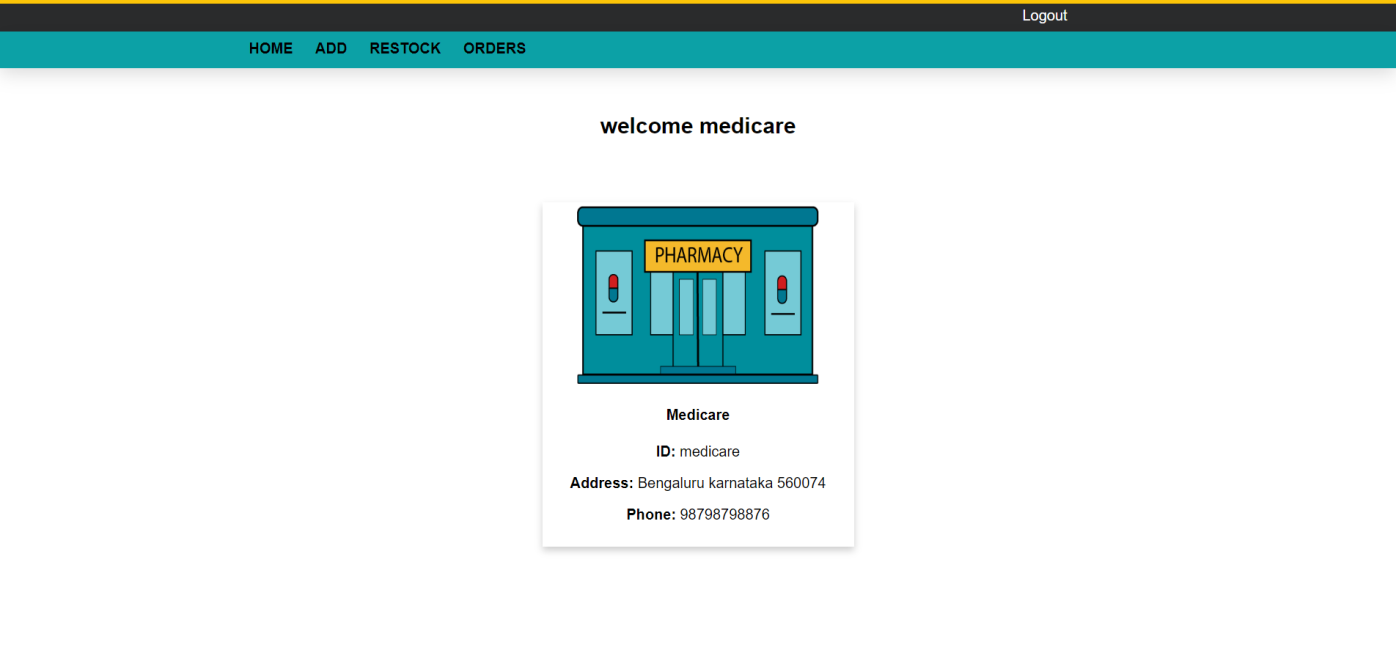 Logout
HOME ADD RESTOCK ORDERS
welcome medicare
PHARMACY
Medicare
ID: medicare
Address: Bengaluru karnataka 560074
Phone: 98798798876